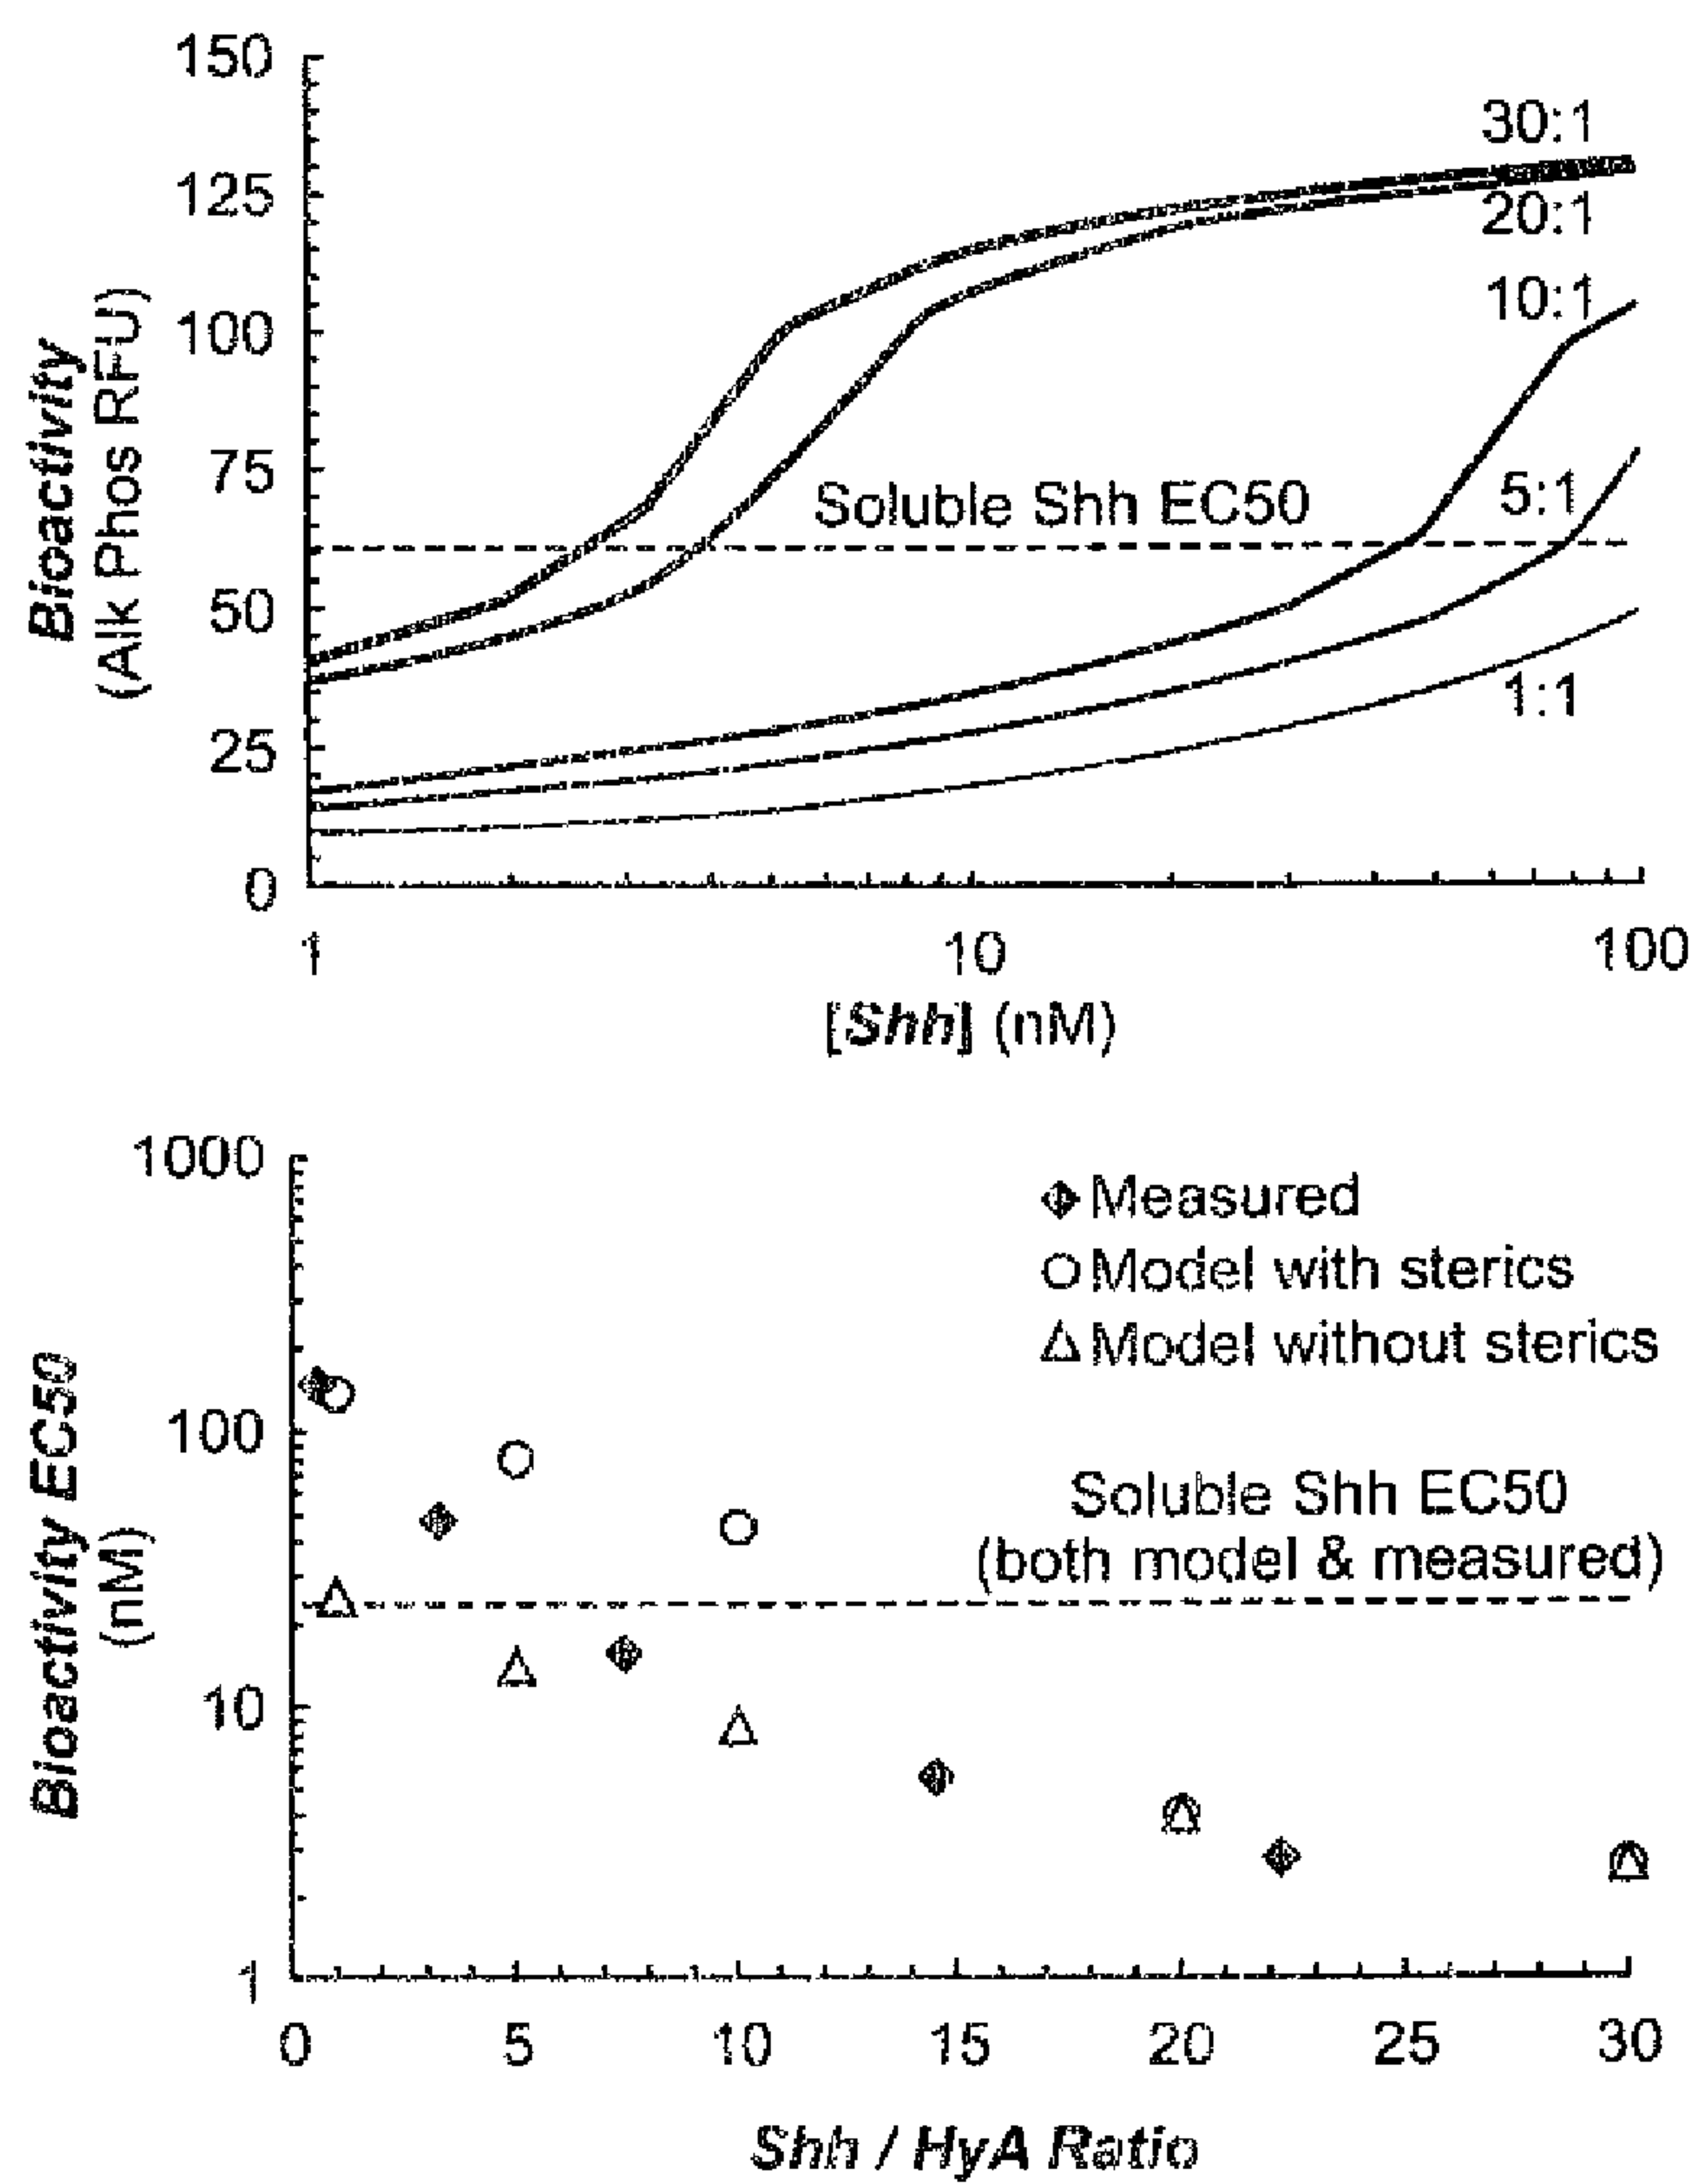 150
125
100
75
50
25
0
Bioactivity
(Alk Phos RFU)
30:1
20:1
10:1
5:1
1:1
Soluble Shh EC50
1
10
100
[Shh] (nM)
1000
100
10
1
Bioactivity EC50
(nM)
Measured
Model with sterics
Model without sterics
Soluble Shh EC50
(both model & measured)
0
5
10
15
20
25
30
Shh / HyA Ratio